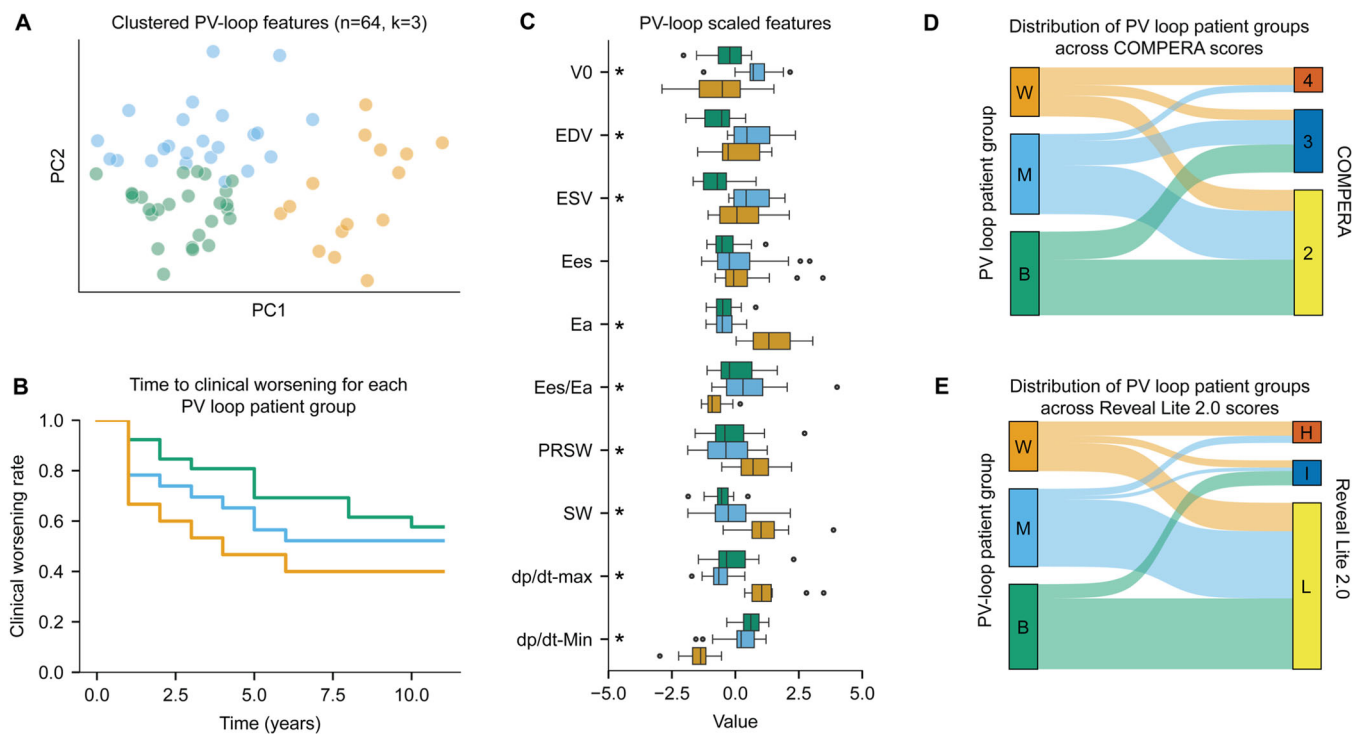 A
Clustered PV-loop features (n=64, k=3)
PC2
PC1
B
Time to clinical worsening for each
PV loop patient group
Clinical worsening rate
1.0
0.8
0.6
0.4
0.2
0.0
0.0
2.5
5.0
7.5
10.0
Time (years)
C
PV-loop scaled features
V0 *
EDV *
ESV *
Ees
Ea *
Ees/Ea *
PRSW *
SW *
dp/dt-max *
dp/dt-Min *
−5.0
−2.5
0.0
2.5
5.0
Value
D
Distribution of PV loop patient groups
across COMPERA scores
PV loop patient group
W
M
B
4
3
2
COMPERA
E
Distribution of PV loop patient groups
across Reveal Lite 2.0 scores
PV-loop patient group
W
M
B
H
I
L
Reveal Lite 2.0